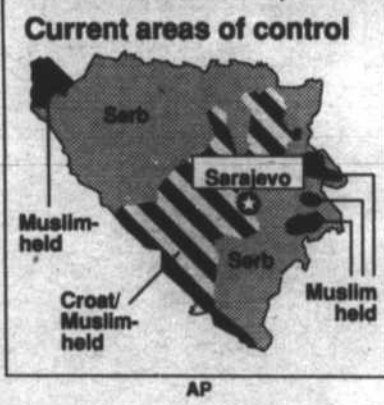 Current areas of control
Serb
Sarajevo
Muslim-
held
Serb
Croat/
Muslim-
held
Muslim
held
AP